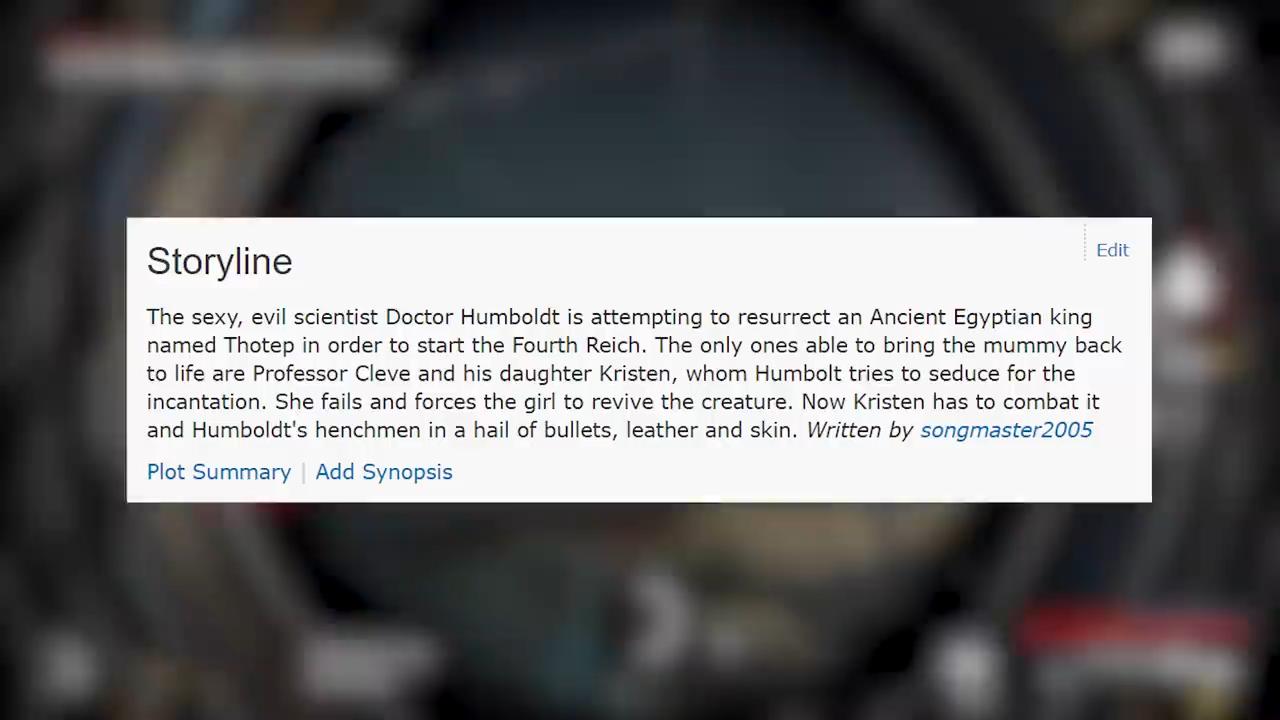 Storyline
Edit
The sexy, evil scientist Doctor Humboldt is attempting to resurrect an Ancient Egyptian king
named Thotep in order to start the Fourth Reich. The only ones able to bring the mummy back
to life are Professor Cleve and his daughter Kristen, whom Humbolt tries to seduce for the
incantation. She fails and forces the girl to revive the creature. Now Kristen has to combat it
and Humboldt's henchmen in a hail of bullets, leather and skin. Written by songmaster2005
Plot Summary | Add Synopsis